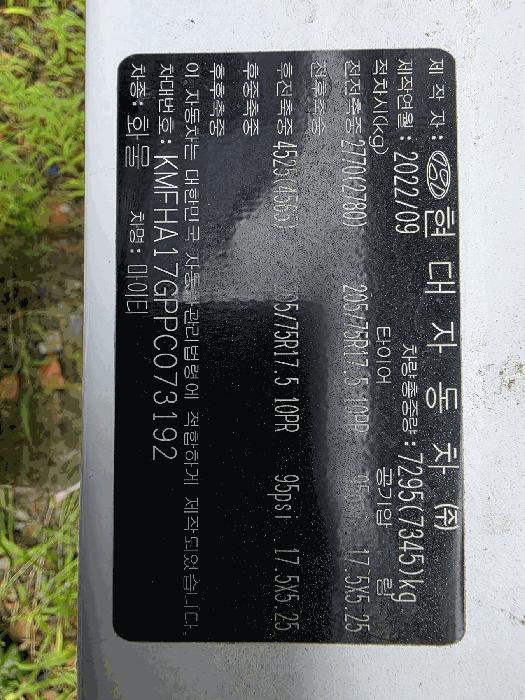 제 작 자: 현 대 자 동 차 ㈜
제작연월: 2022/09 차량총중량: 7295(7345)kg
적차시(kg) 타이어 공기압 림
전전축중 2770(2780) 205/75R17.5 10PR 17.5X5.25
전후축중
후전축중 4525(4565) 205/75R17.5 10PR 95psi 17.5X5.25
후중축중
후후축중
이 자동차는 대한민국 자동차 관리법령에 적합하게 제작되었습니다.
차대번호: KMFHA17GPPC073192
차종: 화물 차명: 마이티